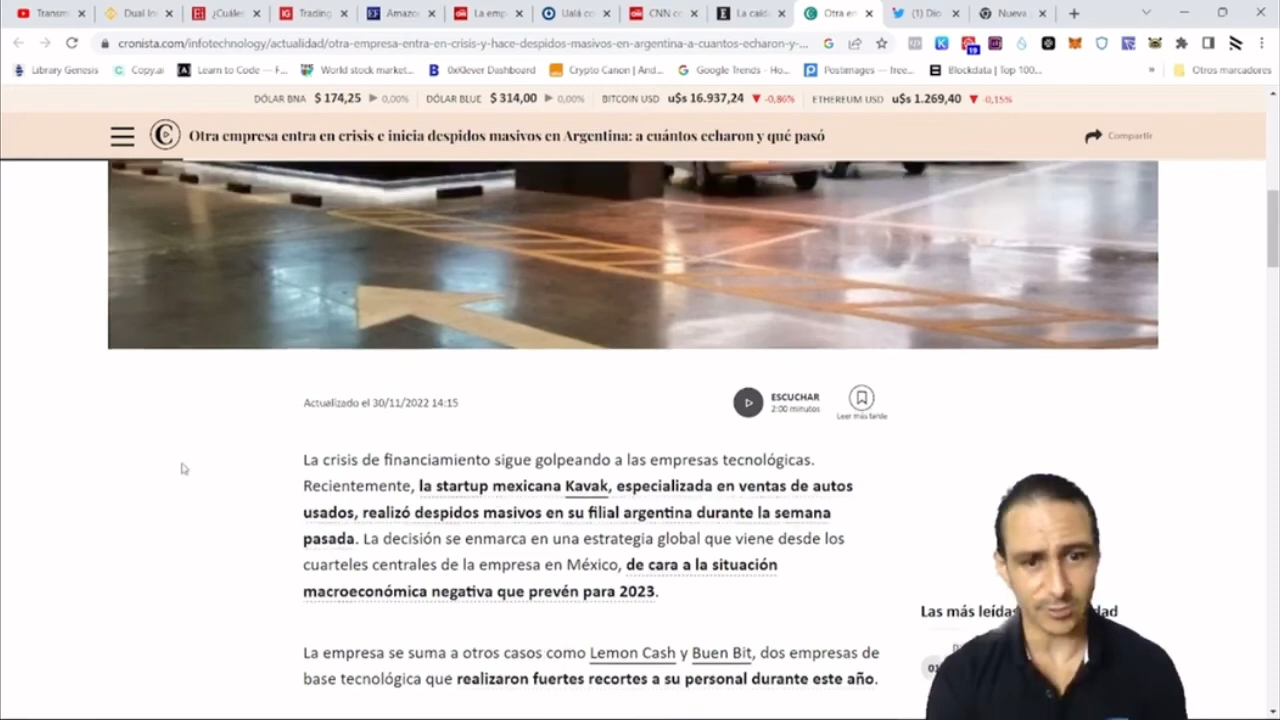 Transm
Dual In
¿Cuále
Trading
Amazo
La emp
Ualá co
CNN co
La caíd
Otra en
(1) Dio
Nueva
cronista.com/infotechnology/actualidad/otra-empresa-entra-en-crisis-y-hace-despidos-masivos-en-argentina-a-cuantos-echaron-y-...
19
Library Genesis
Copy.ai
Learn to Code — F...
World stock market...
0xKlever Dashboard
Crypto Canon | And...
Google Trends - Ho...
Postimages — free...
Blockdata | Top 100...
»
Otros marcadores
DÓLAR BNA $ 174,25 0,00% DÓLAR BLUE $ 314,00 0,00% BITCOIN USD u$s 16.937,24 -0,86% ETHEREUM USD u$s 1.269,40 -0,15%
Otra empresa entra en crisis e inicia despidos masivos en Argentina: a cuántos echaron y qué pasó
Compartir
Actualizado el 30/11/2022 14:15
ESCUCHAR
2:00 minutos
Leer más tarde
La crisis de financiamiento sigue golpeando a las empresas tecnológicas.
Recientemente, la startup mexicana Kavak, especializada en ventas de autos
usados, realizó despidos masivos en su filial argentina durante la semana
pasada. La decisión se enmarca en una estrategia global que viene desde los
cuarteles centrales de la empresa en México, de cara a la situación
macroeconómica negativa que prevén para 2023.
Las más leída
dad
La empresa se suma a otros casos como Lemon Cash y Buen Bit, dos empresas de
base tecnológica que realizaron fuertes recortes a su personal durante este año.